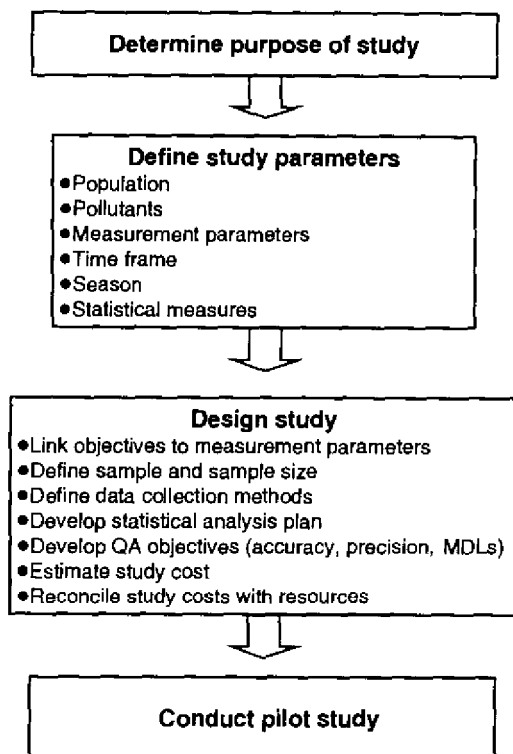 Determine purpose of study
Define study parameters
●Population
●Pollutants
●Measurement parameters
●Time frame
●Season
●Statistical measures
Design study
●Link objectives to measurement parameters
●Define sample and sample size
●Define data collection methods
●Develop statistical analysis plan
●Develop QA objectives (accuracy, precision, MDLs)
●Estimate study cost
●Reconcile study costs with resources
Conduct pilot study